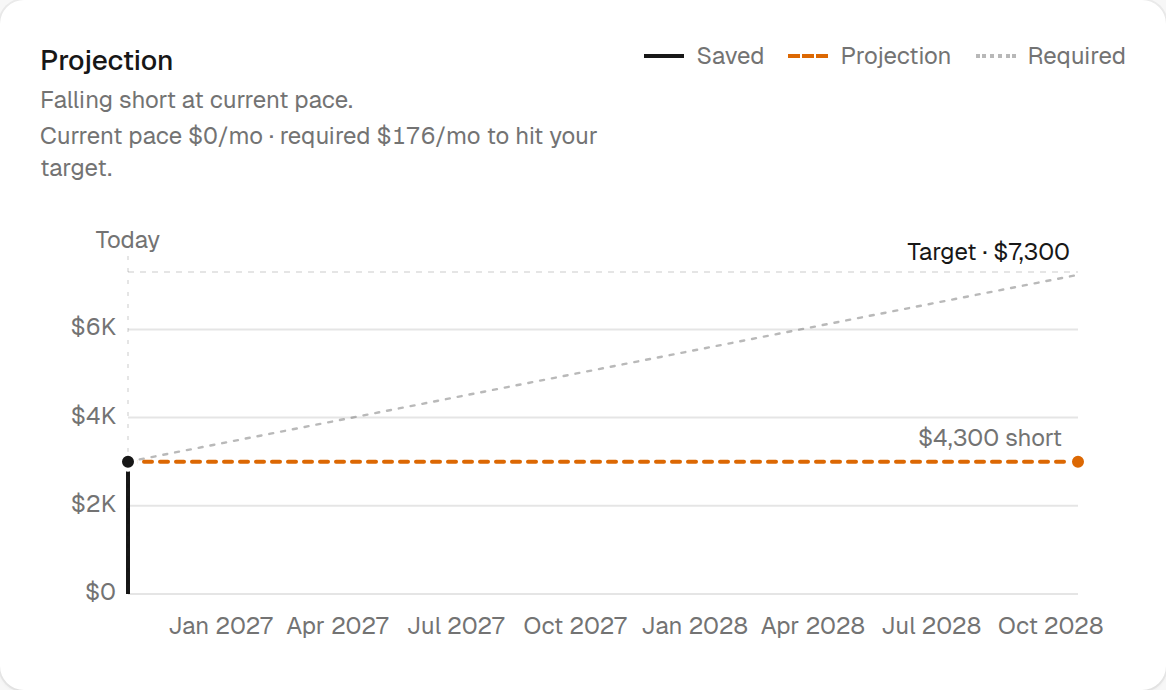 Projection
Saved
Projection
Required
Falling short at current pace.
Current pace $0/mo · required $176/mo to hit your
target.
Today
Target · $7,300
$6K
$4K
$4,300 short
$2K
$0
Jan 2027
Apr 2027
Jul 2027
Oct 2027
Jan 2028
Apr 2028
Jul 2028
Oct 2028